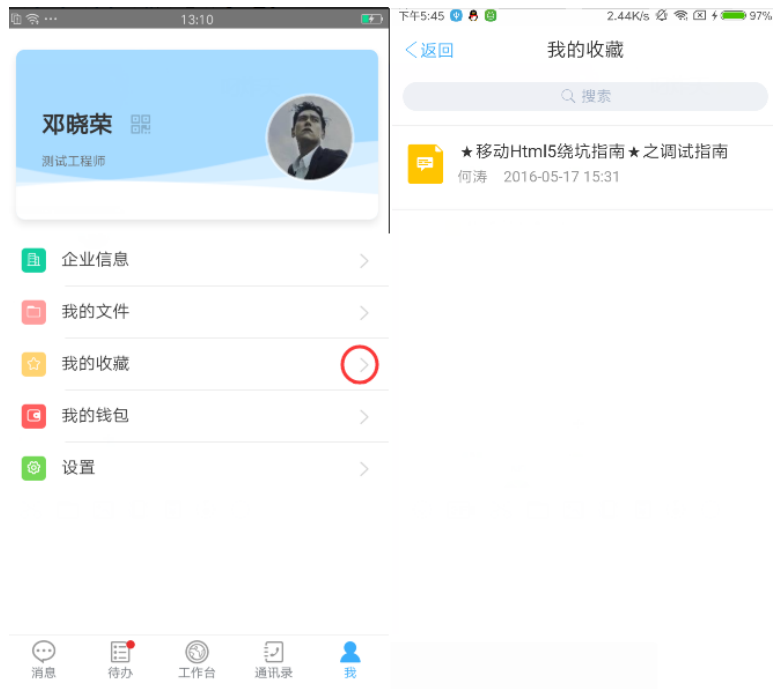 13:10
邓晓荣
测试工程师
企业信息
我的文件
我的收藏
我的钱包
设置
消息
待办
工作台
通讯录
我
下午5:45
2.44K/s
97%
返回
我的收藏
搜索
★移动Html5绕坑指南★之调试指南
何涛 2016-05-17 15:31